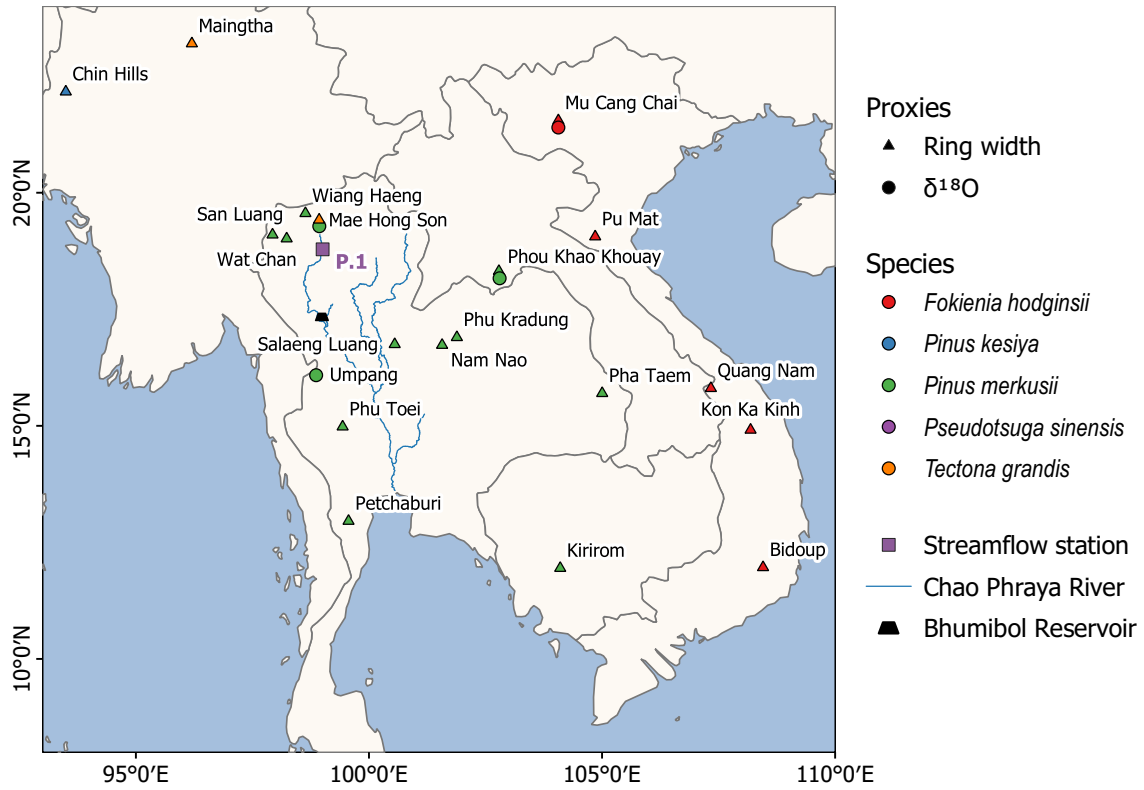 Maingtha
Chin Hills
Mu Cang Chai
Wiang Haeng
San Luang
Mae Hong Son
Pu Mat
Wat Chan
P.1
Phou Khao Khouay
Phu Kradung
Salaeng Luang
Nam Nao
Umpang
Pha Taem
Quang Nam
Phu Toei
Kon Ka Kinh
Petchaburi
Kirirom
Bidoup
20°0'N
15°0'N
10°0'N
95°0'E
100°0'E
105°0'E
110°0'E
Proxies
Ring width
δ¹⁸O
Species
Fokienia hodginsii
Pinus kesiya
Pinus merkusii
Pseudotsuga sinensis
Tectona grandis
Streamflow station
Chao Phraya River
Bhumibol Reservoir